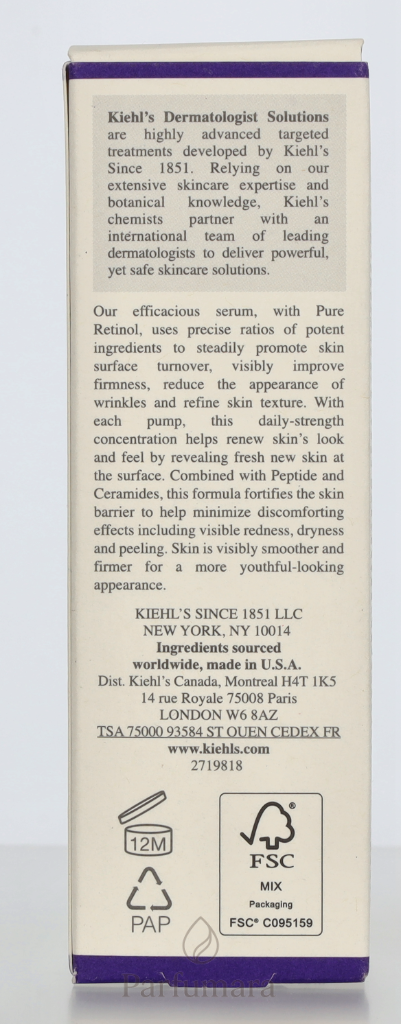 Kiehl's Dermatologist Solutions
are highly advanced targeted
treatments developed by Kiehl's
Since 1851. Relying on our
extensive skincare expertise and
botanical knowledge, Kiehl's
chemists partner with an
international team of leading
dermatologists to deliver powerful,
yet safe skincare solutions.
Our efficacious serum, with Pure
Retinol, uses precise ratios of potent
ingredients to steadily promote skin
surface turnover, visibly improve
firmness, reduce the appearance of
wrinkles and refine skin texture. With
each pump, this daily-strength
concentration helps renew skin's look
and feel by revealing fresh new skin at
the surface. Combined with Peptide and
Ceramides, this formula fortifies the skin
barrier to help minimize discomforting
effects including visible redness, dryness
and peeling. Skin is visibly smoother and
firmer for a more youthful-looking
appearance.
KIEHL'S SINCE 1851 LLC
NEW YORK, NY 10014
Ingredients sourced
worldwide, made in U.S.A.
Dist. Kiehl's Canada, Montreal H4T 1K5
14 rue Royale 75008 Paris
LONDON W6 8AZ
TSA 75000 93584 ST OUEN CEDEX FR
www.kiehls.com
2719818
12M
PAP
®
FSC
MIX
Packaging
FSC® C095159
Parfumara